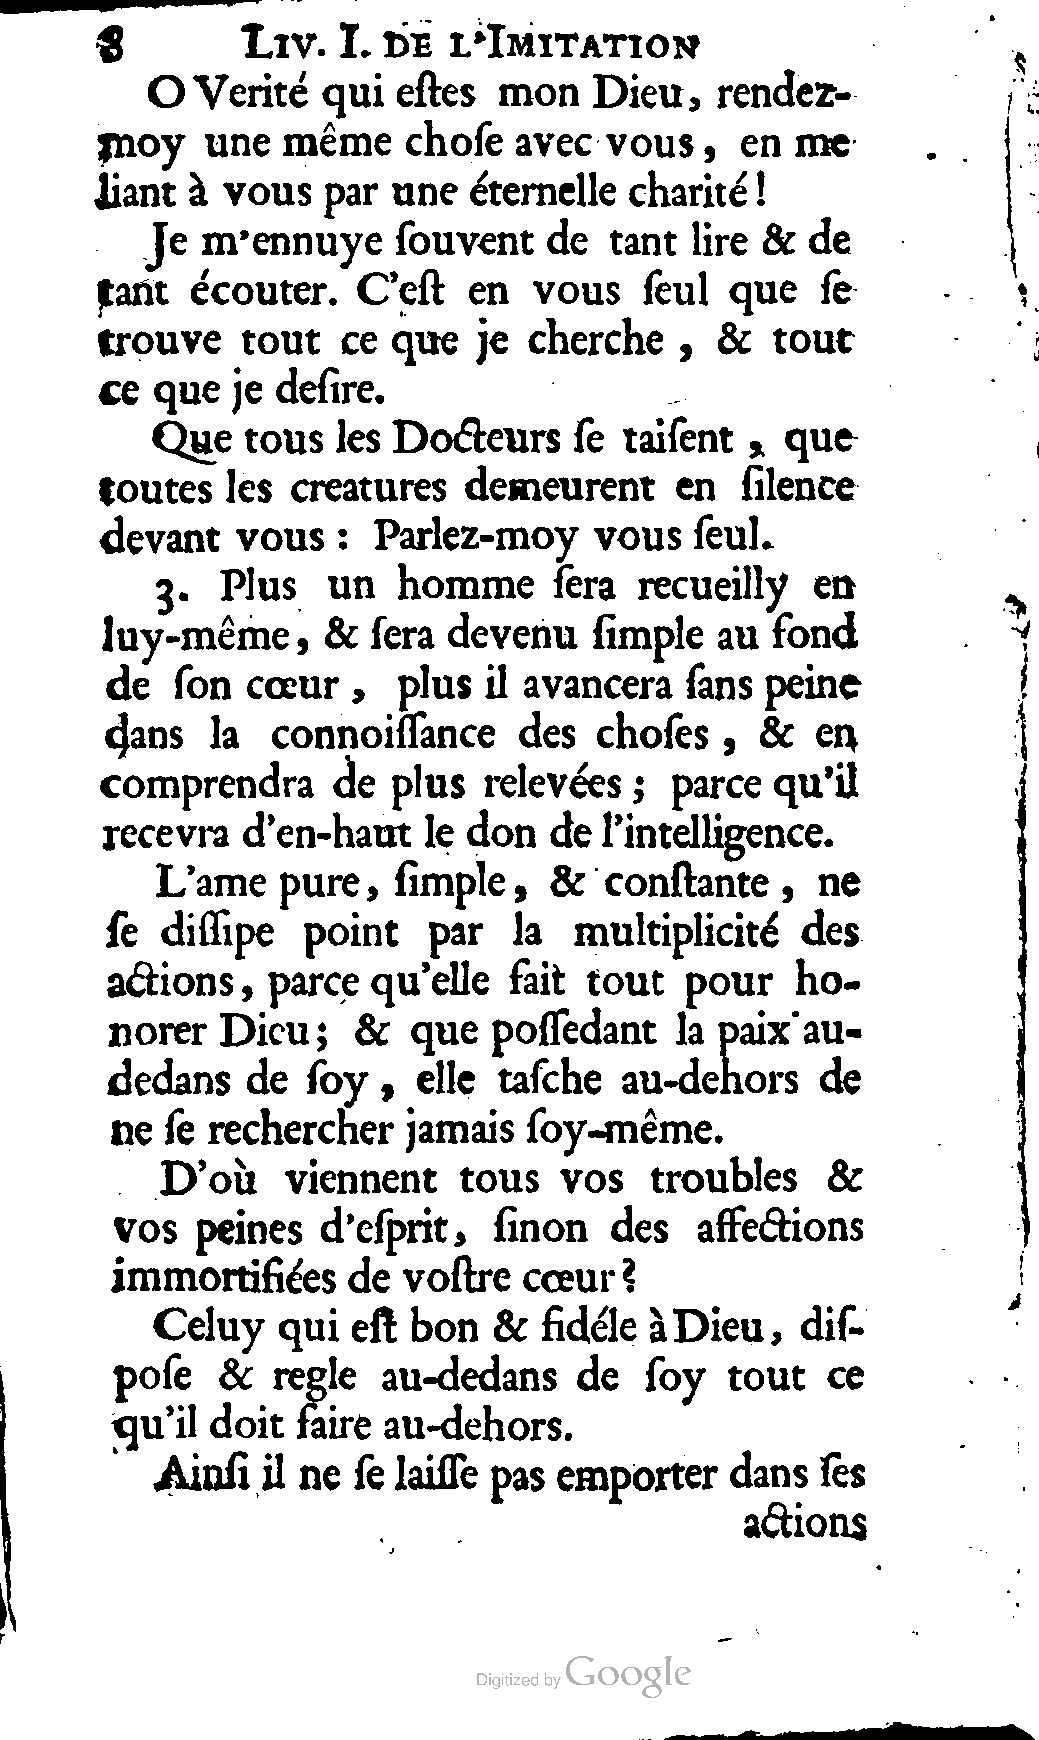 8 LIV. I. DE L'IMITATION
O Verité qui eſtes mon Dieu, rendez-
moy une même choſe avec vous, en me
liant à vous par une éternelle charité!
Je m'ennuye ſouvent de tant lire & de
tant écouter. C'eſt en vous ſeul que ſe
trouve tout ce que je cherche, & tout
ce que je deſire.
Que tous les Docteurs ſe taiſent, que
toutes les creatures demeurent en ſilence
devant vous : Parlez-moy vous ſeul.
3. Plus un homme ſera recueilly en
luy-même, & ſera devenu ſimple au fond
de ſon cœur, plus il avancera ſans peine
dans la connoiſſance des choſes, & en
comprendra de plus relevées; parce qu'il
recevra d'en-haut le don de l'intelligence.
L'ame pure, ſimple, & conſtante, ne
ſe diſſipe point par la multiplicité des
actions, parce qu'elle fait tout pour ho-
norer Dieu; & que poſſedant la paix au-
dedans de ſoy, elle taſche au-dehors de
ne ſe rechercher jamais ſoy-même.
D'où viennent tous vos troubles &
vos peines d'eſprit, ſinon des affections
immortifiées de voſtre cœur?
Celuy qui eſt bon & fidéle à Dieu, diſ-
poſe & regle au-dedans de ſoy tout ce
qu'il doit faire au-dehors.
Ainſi il ne ſe laiſſe pas emporter dans ſes
actions
Digitized by Google